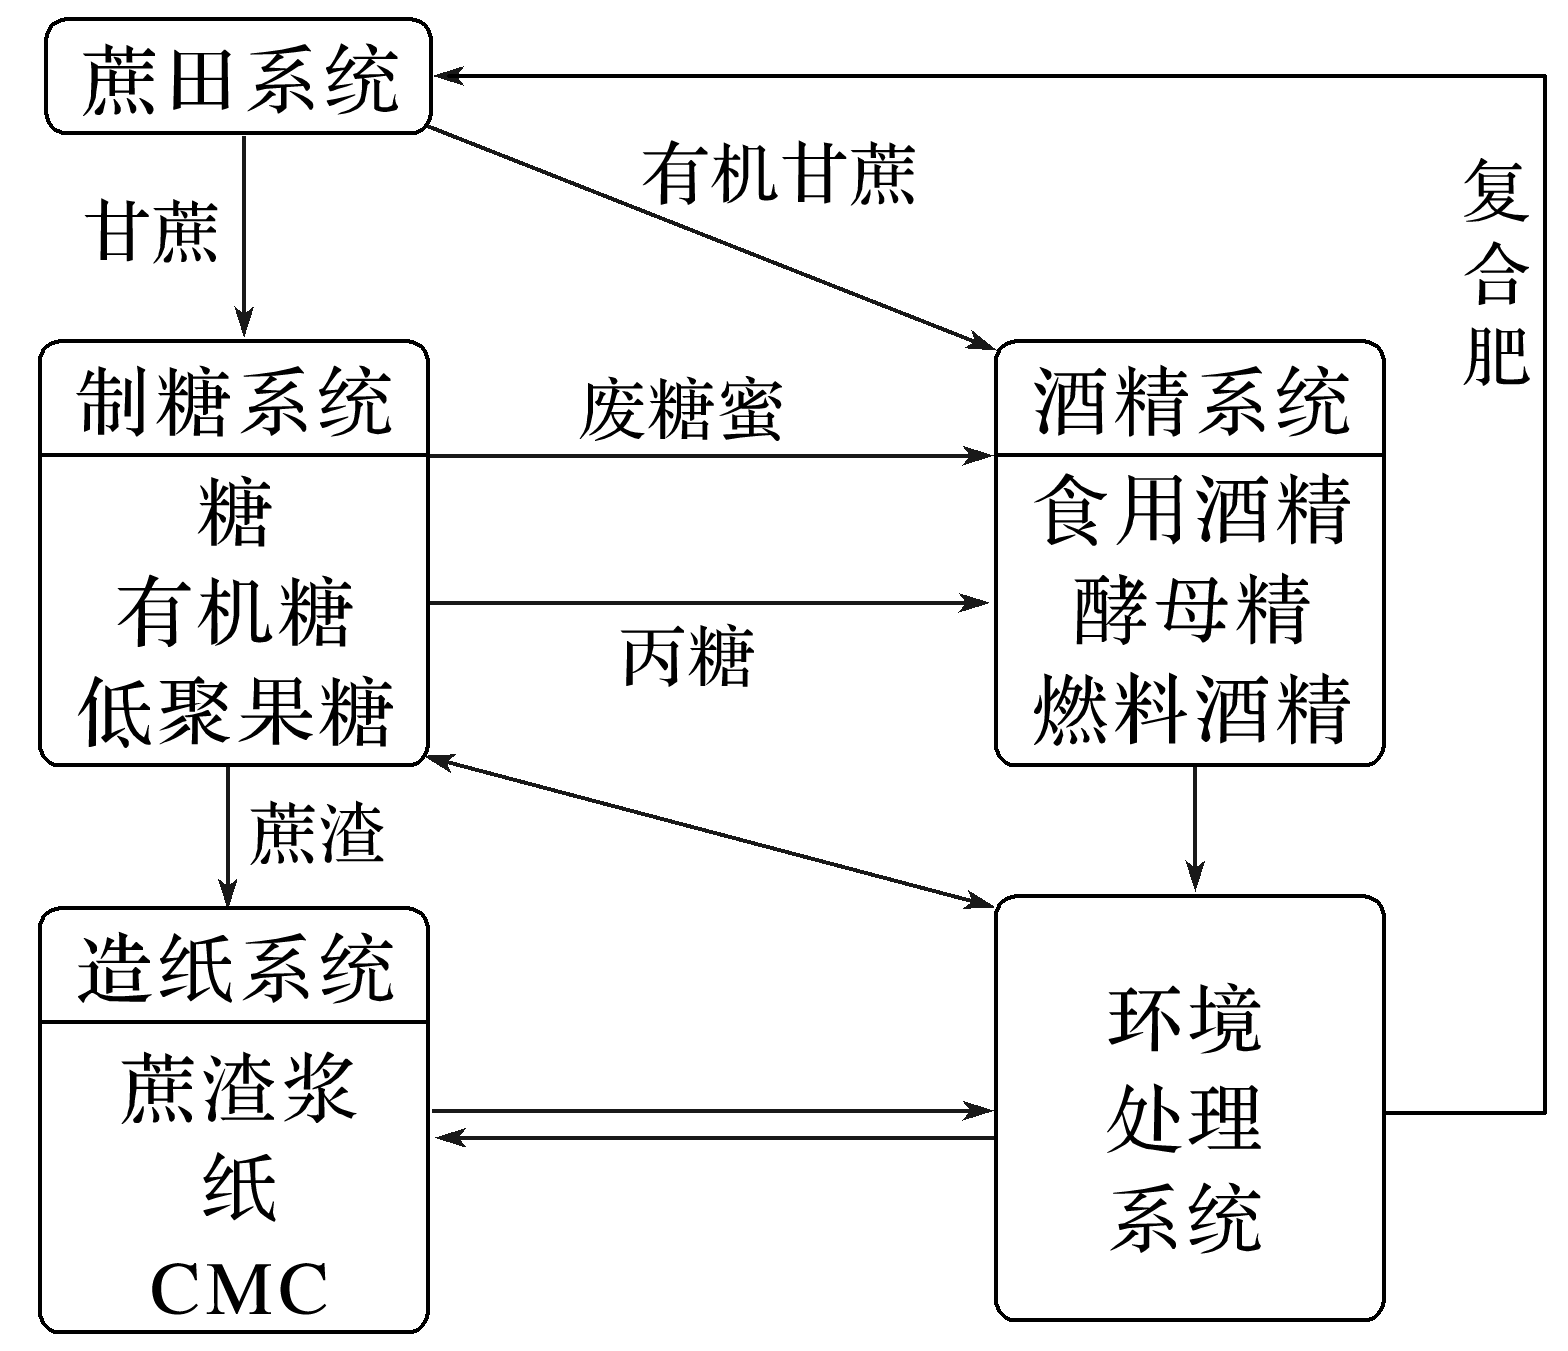 蔗田系统
有机甘蔗
复合肥
甘蔗
制糖系统
糖
有机糖
低聚果糖
废糖蜜
丙糖
酒精系统
食用酒精
酵母精
燃料酒精
蔗渣
造纸系统
蔗渣浆
纸
CMC
环境
处理
系统